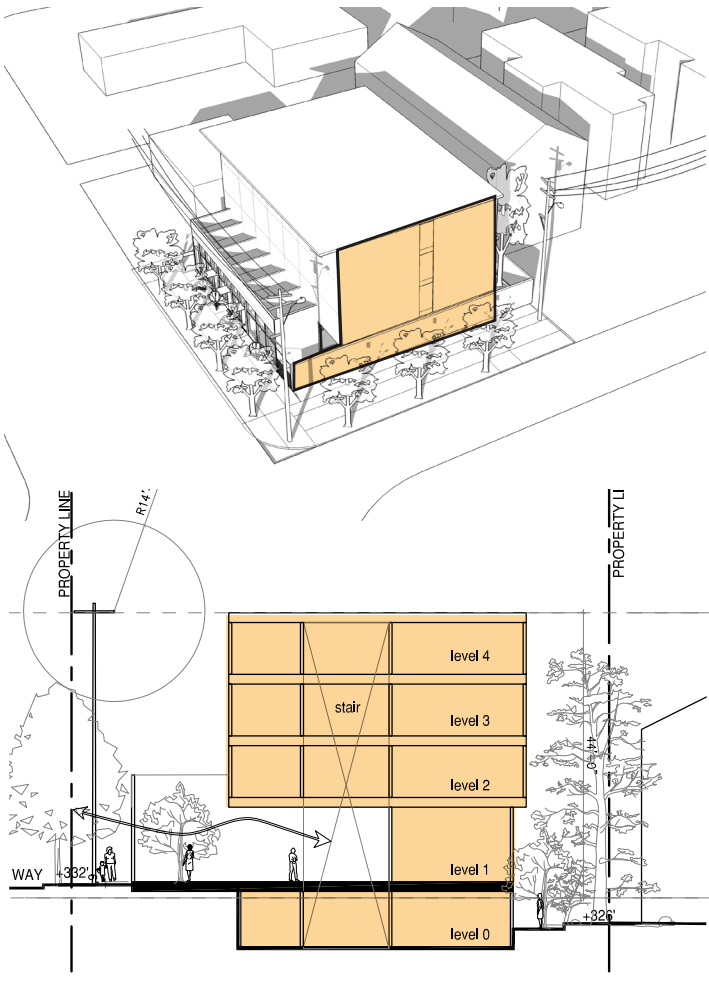 PROPERTY LINE
R14'
PROPERTY LI
level 4
stair
level 3
44'-0"
level 2
level 1
WAY
+332'
+326'
level 0